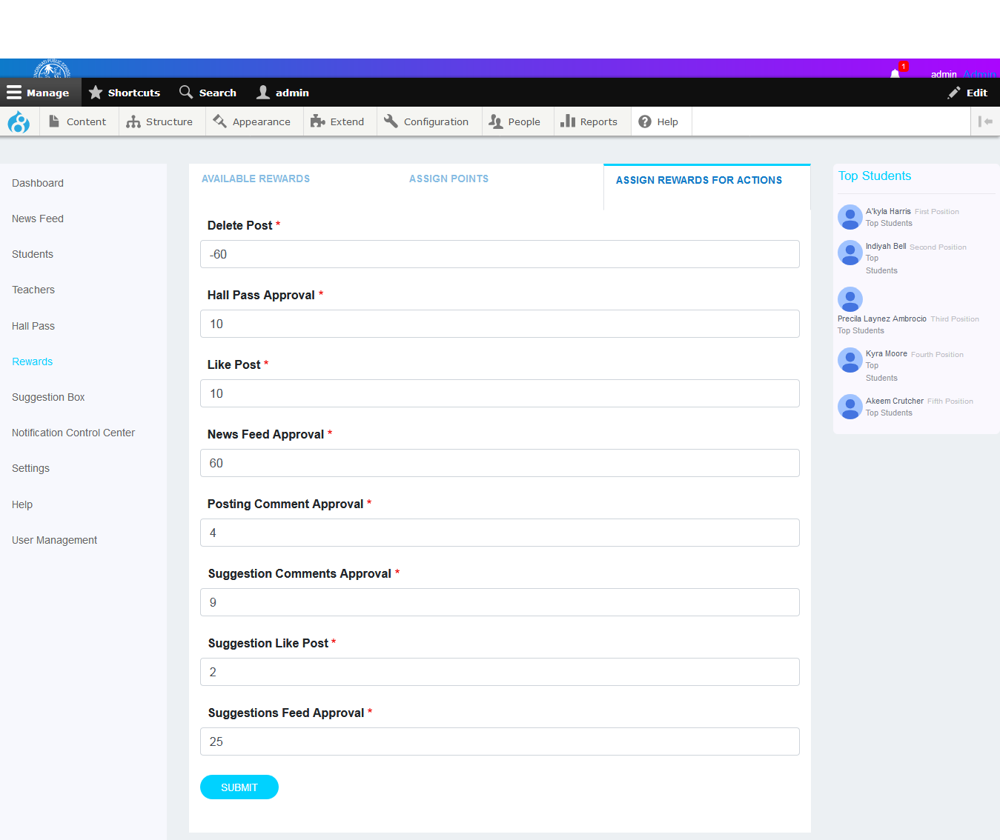 CINCINNATI PUBLIC SCHOOLS
1
admin Admin
Manage Shortcuts Search admin Edit
Content Structure Appearance Extend Configuration People Reports Help
Dashboard
News Feed
Students
Teachers
Hall Pass
Rewards
Suggestion Box
Notification Control Center
Settings
Help
User Management
AVAILABLE REWARDS ASSIGN POINTS ASSIGN REWARDS FOR ACTIONS
Delete Post *
-60
Hall Pass Approval *
10
Like Post *
10
News Feed Approval *
60
Posting Comment Approval *
4
Suggestion Comments Approval *
9
Suggestion Like Post *
2
Suggestions Feed Approval *
25
SUBMIT
Top Students
A'kyla Harris First Position
Top Students
Indiyah Bell Second Position
Top
Students
Precila Laynez Ambrocio Third Position
Top Students
Kyra Moore Fourth Position
Top
Students
Akeem Crutcher Fifth Position
Top Students